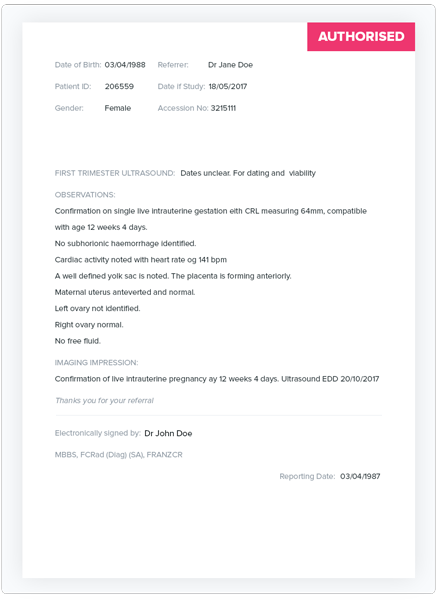 AUTHORISED
Date of Birth: 03/04/1988 Referrer: Dr Jane Doe
Patient ID: 206559 Date if Study: 18/05/2017
Gender: Female Accession No: 3215111
FIRST TRIMESTER ULTRASOUND: Dates unclear. For dating and viability
OBSERVATIONS:
Confirmation on single live intrauterine gestation eith CRL measuring 64mm, compatible
with age 12 weeks 4 days.
No subhorionic haemorrhage identified.
Cardiac activity noted with heart rate og 141 bpm
A well defined yolk sac is noted. The placenta is forming anteriorly.
Maternal uterus anteverted and normal.
Left ovary not identified.
Right ovary normal.
No free fluid.
IMAGING IMPRESSION:
Confirmation of live intrauterine pregnancy ay 12 weeks 4 days. Ultrasound EDD 20/10/2017
Thanks you for your referral
Electronically signed by: Dr John Doe
MBBS, FCRad (Diag) (SA), FRANZCR
Reporting Date: 03/04/1987